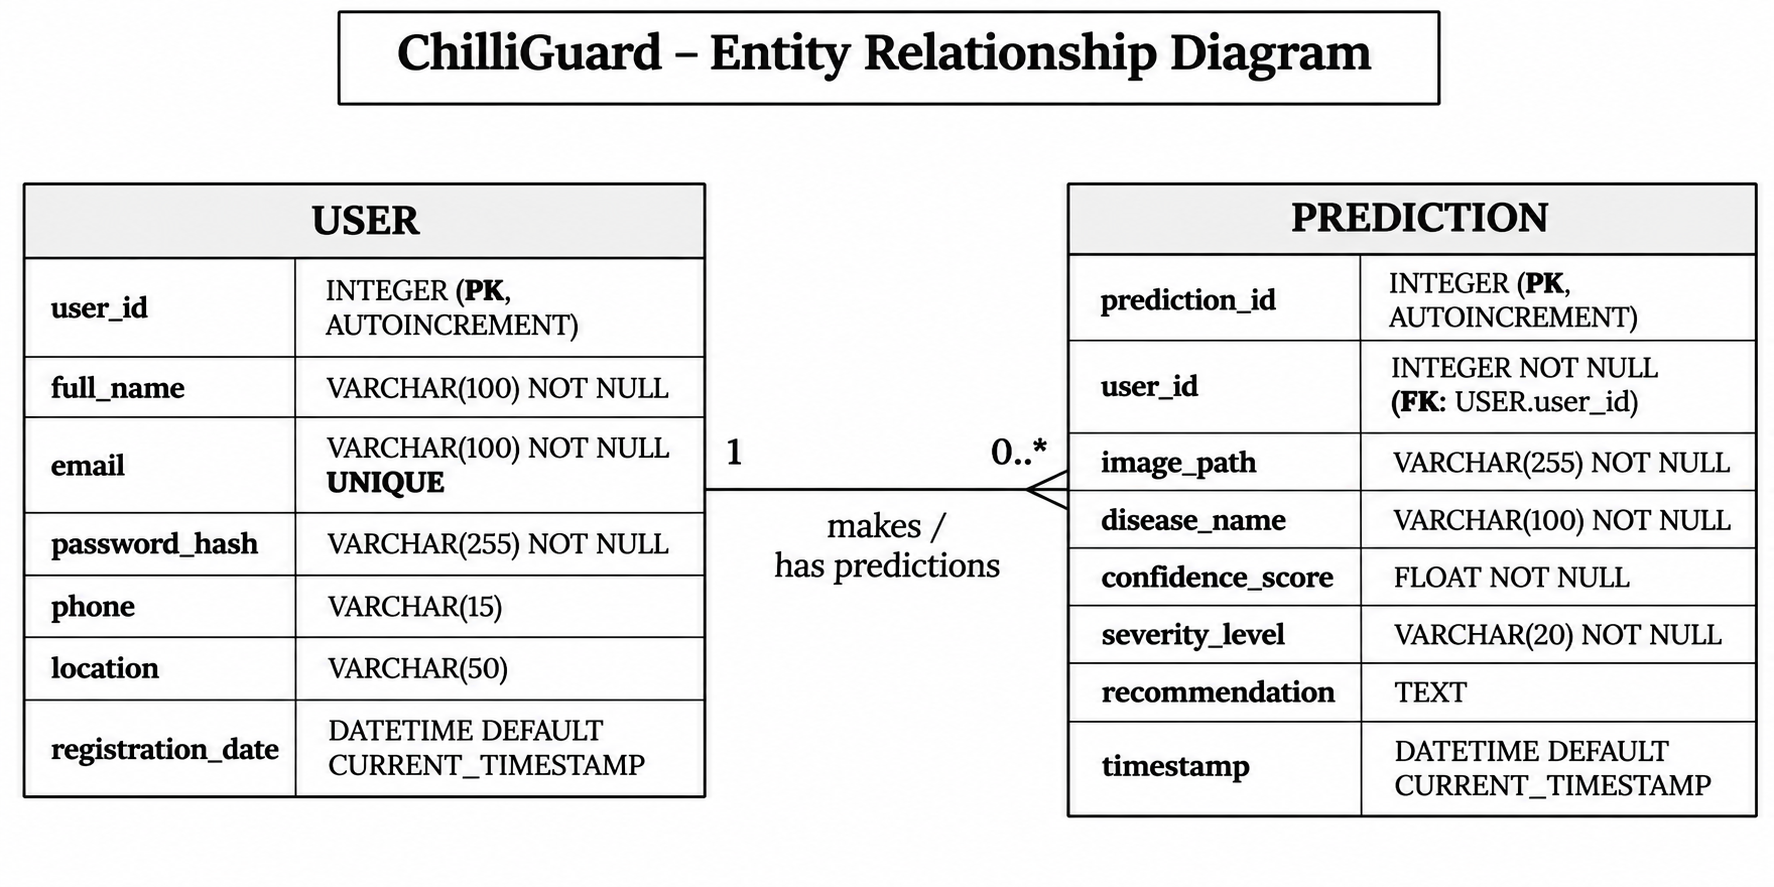 ChilliGuard – Entity Relationship Diagram
USER
user_id
INTEGER (PK,
AUTOINCREMENT)
full_name
VARCHAR(100) NOT NULL
email
VARCHAR(100) NOT NULL
UNIQUE
password_hash
VARCHAR(255) NOT NULL
phone
VARCHAR(15)
location
VARCHAR(50)
registration_date
DATETIME DEFAULT
CURRENT_TIMESTAMP
1
0..*
makes /
has predictions
PREDICTION
prediction_id
INTEGER (PK,
AUTOINCREMENT)
user_id
INTEGER NOT NULL
(FK: USER.user_id)
image_path
VARCHAR(255) NOT NULL
disease_name
VARCHAR(100) NOT NULL
confidence_score
FLOAT NOT NULL
severity_level
VARCHAR(20) NOT NULL
recommendation
TEXT
timestamp
DATETIME DEFAULT
CURRENT_TIMESTAMP